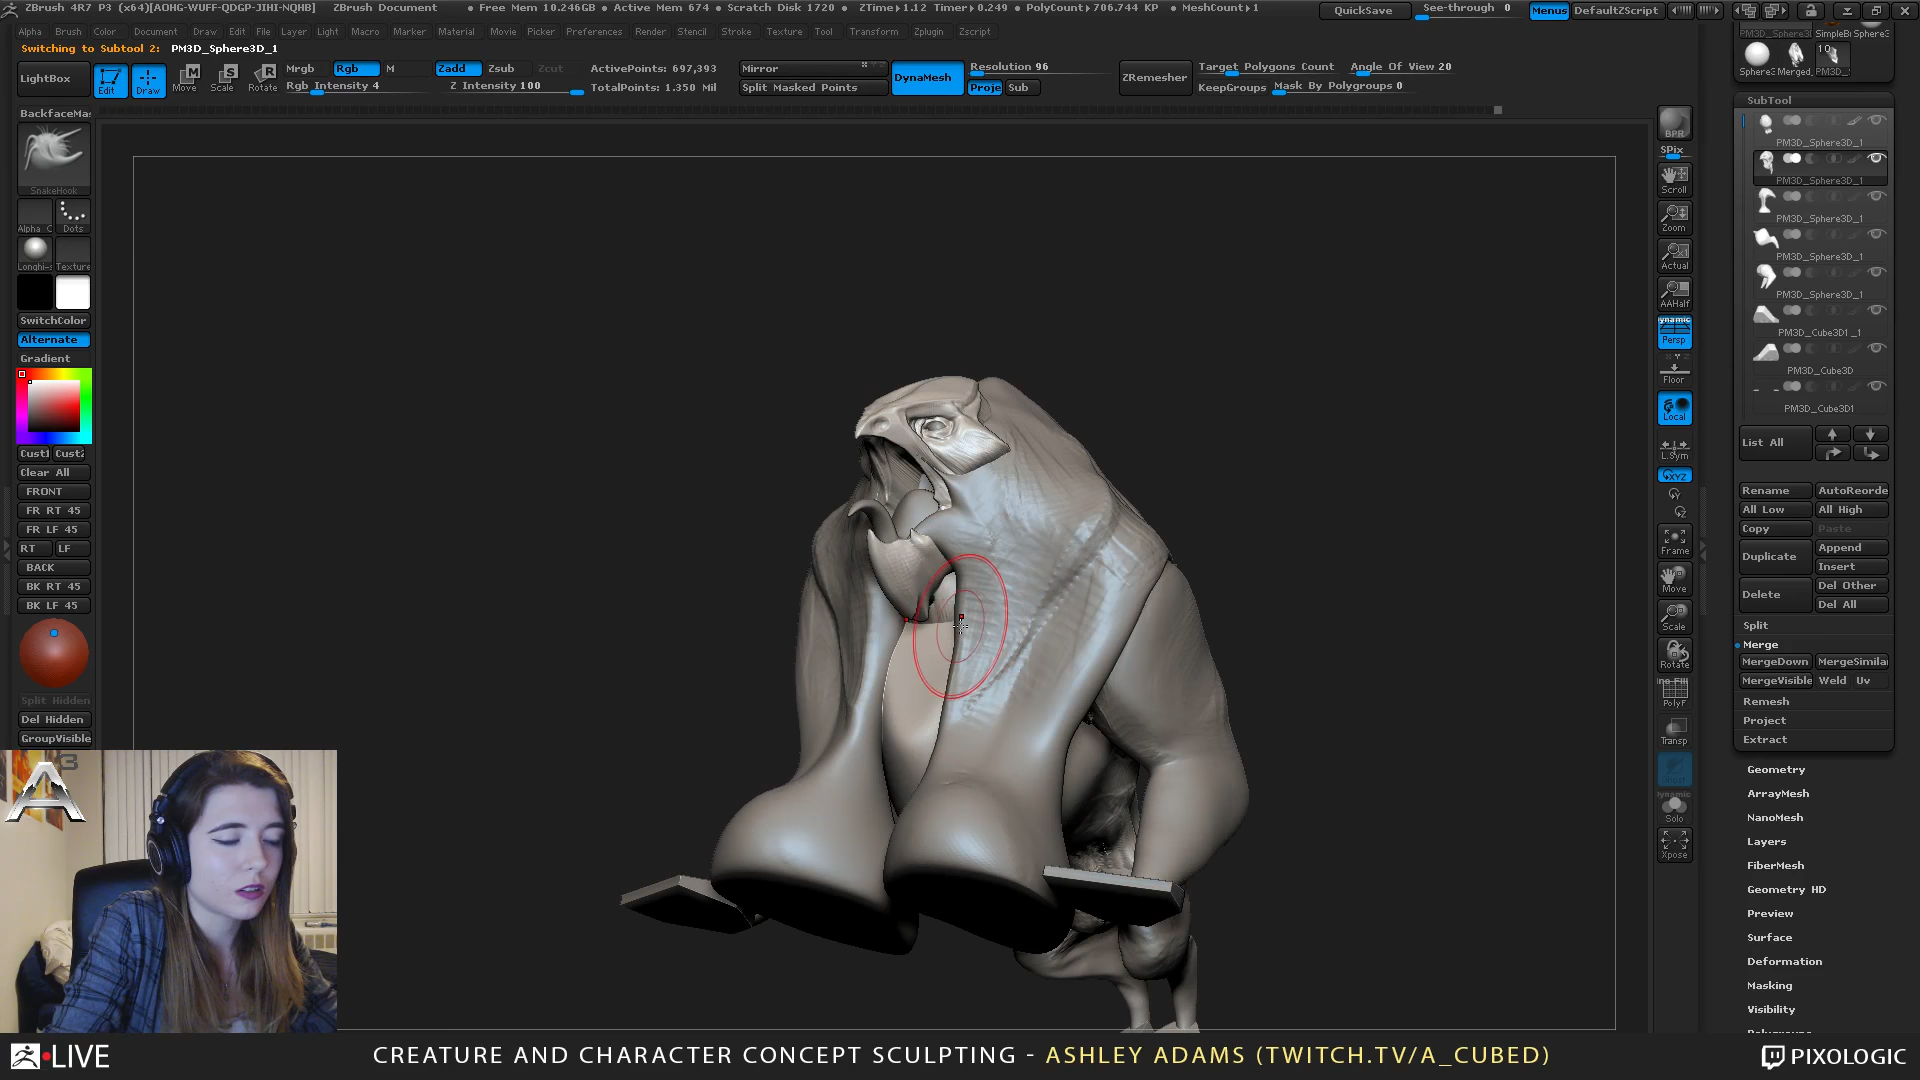 ZBrush 4R7 P3 (x64)[AOHG-WUFF-QDGP-JIHI-NQHB] ZBrush Document • Free Mem 10.246GB • Active Mem 674 • Scratch Disk 1720 • ZTime▸1.12 Timer▸0.249 • PolyCount▸706.744 KP • MeshCount▸1 QuickSave See-through 0 Menus DefaultZScript
Alpha Brush Color Document Draw Edit File Layer Light Macro Marker Material Movie Picker Preferences Render Stencil Stroke Texture Tool Transform Zplugin Zscript
Switching to Subtool 2: PM3D_Sphere3D_1
LightBox Edit Draw Move Scale Rotate
Mrgb Rgb M Zadd Zsub Zcut ActivePoints: 697,393
Rgb Intensity 4 Z Intensity 100 TotalPoints: 1.350 Mil
Mirror
Split Masked Points
DynaMesh
Resolution 96
Proje Sub
ZRemesher
Target Polygons Count Angle Of View 20
KeepGroups Mask By Polygroups 0
BackfaceMas
SnakeHook
Alpha Dots
Texture
SwitchColor
Alternate
Gradient
Cust1 Cust2
Clear All
FRONT
FR RT 45
FR LF 45
RT LF
BACK
BK RT 45
BK LF 45
Split Hidden
Del Hidden
GroupVisible
BPR
SPix
Scroll
Zoom
Actual
AAHalf
Persp
Floor
Local
L.Sym
XYZ
Frame
Move
Scale
Rotate
PolyF
Transp
Solo
Xpose
SubTool
PM3D_Sphere3D_1
PM3D_Sphere3D_1
PM3D_Sphere3D_1
PM3D_Sphere3D_1
PM3D_Sphere3D_1
PM3D_Cube3D1_1
PM3D_Cube3D
PM3D_Cube3D1
List All
Rename AutoReorde
All Low All High
Copy Paste
Duplicate Append
Insert
Delete Del Other
Del All
Split
Merge
MergeDown MergeSimila
MergeVisible Weld Uv
Remesh
Project
Extract
Geometry
ArrayMesh
NanoMesh
Layers
FiberMesh
Geometry HD
Preview
Surface
Deformation
Masking
Visibility
LIVE
CREATURE AND CHARACTER CONCEPT SCULPTING - ASHLEY ADAMS (TWITCH.TV/A_CUBED)
PIXOLOGIC